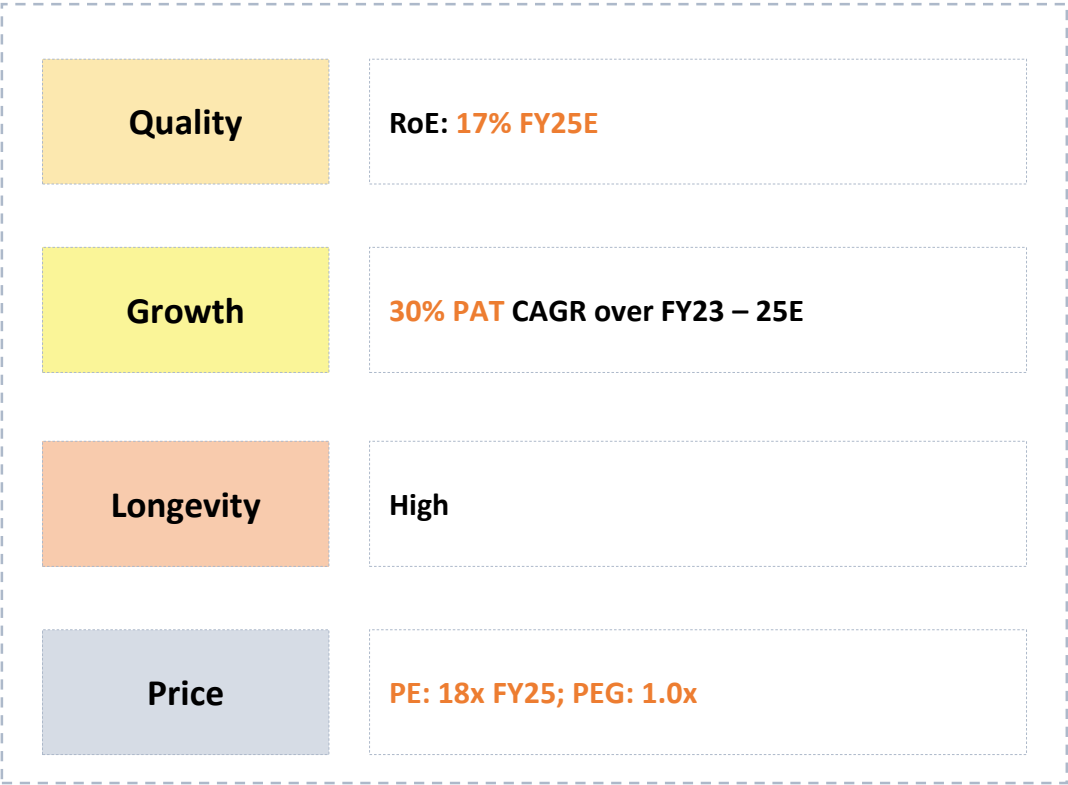 Quality
RoE: 17% FY25E
Growth
30% PAT CAGR over FY23 – 25E
Longevity
High
Price
PE: 18x FY25; PEG: 1.0x